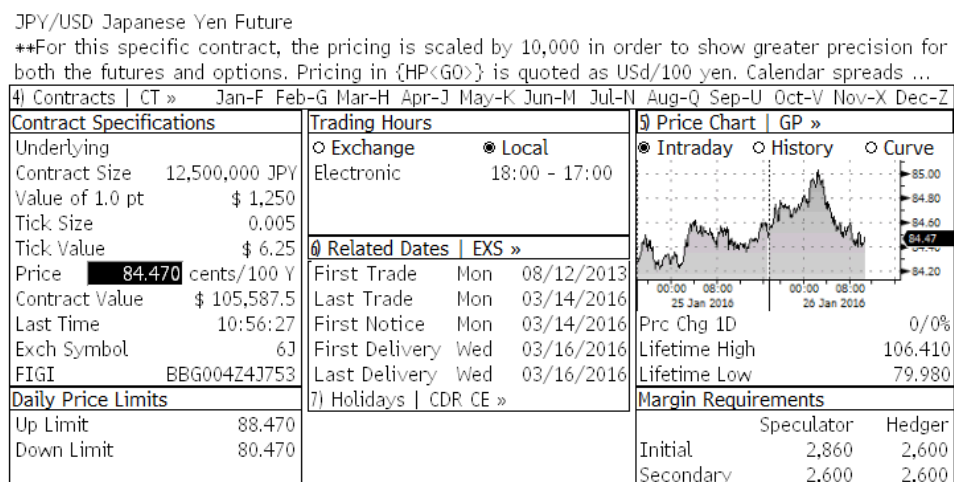 JPY/USD Japanese Yen Future
++For this specific contract, the pricing is scaled by 10,000 in order to show greater precision for
both the futures and options. Pricing in {HP<GO>} is quoted as USd/100 yen. Calendar spreads ...
4) Contracts | CT » Jan-F Feb-G Mar-H Apr-J May-K Jun-M Jul-N Aug-Q Sep-U Oct-V Nov-X Dec-Z
Contract Specifications
Underlying
Contract Size 12,500,000 JPY
Value of 1.0 pt $ 1,250
Tick Size 0.005
Tick Value $ 6.25
Price 84.470 cents/100 Y
Contract Value $ 105,587.5
Last Time 10:56:27
Exch Symbol 6J
FIGI BBG004Z4J753
Daily Price Limits
Up Limit 88.470
Down Limit 80.470
Trading Hours
Exchange Local
Electronic 18:00 - 17:00
6) Related Dates | EXS »
First Trade Mon 08/12/2013
Last Trade Mon 03/14/2016
First Notice Mon 03/14/2016
First Delivery Wed 03/16/2016
Last Delivery Wed 03/16/2016
7) Holidays | CDR CE »
5) Price Chart | GP »
Intraday History Curve
85.00
84.80
84.60
84.47
84.20
00:00 08:00 00:00 08:00
25 Jan 2016 26 Jan 2016
Prc Chg 1D 0/0%
Lifetime High 106.410
Lifetime Low 79.980
Margin Requirements
Speculator Hedger
Initial 2,860 2,600
Secondary 2,600 2,600